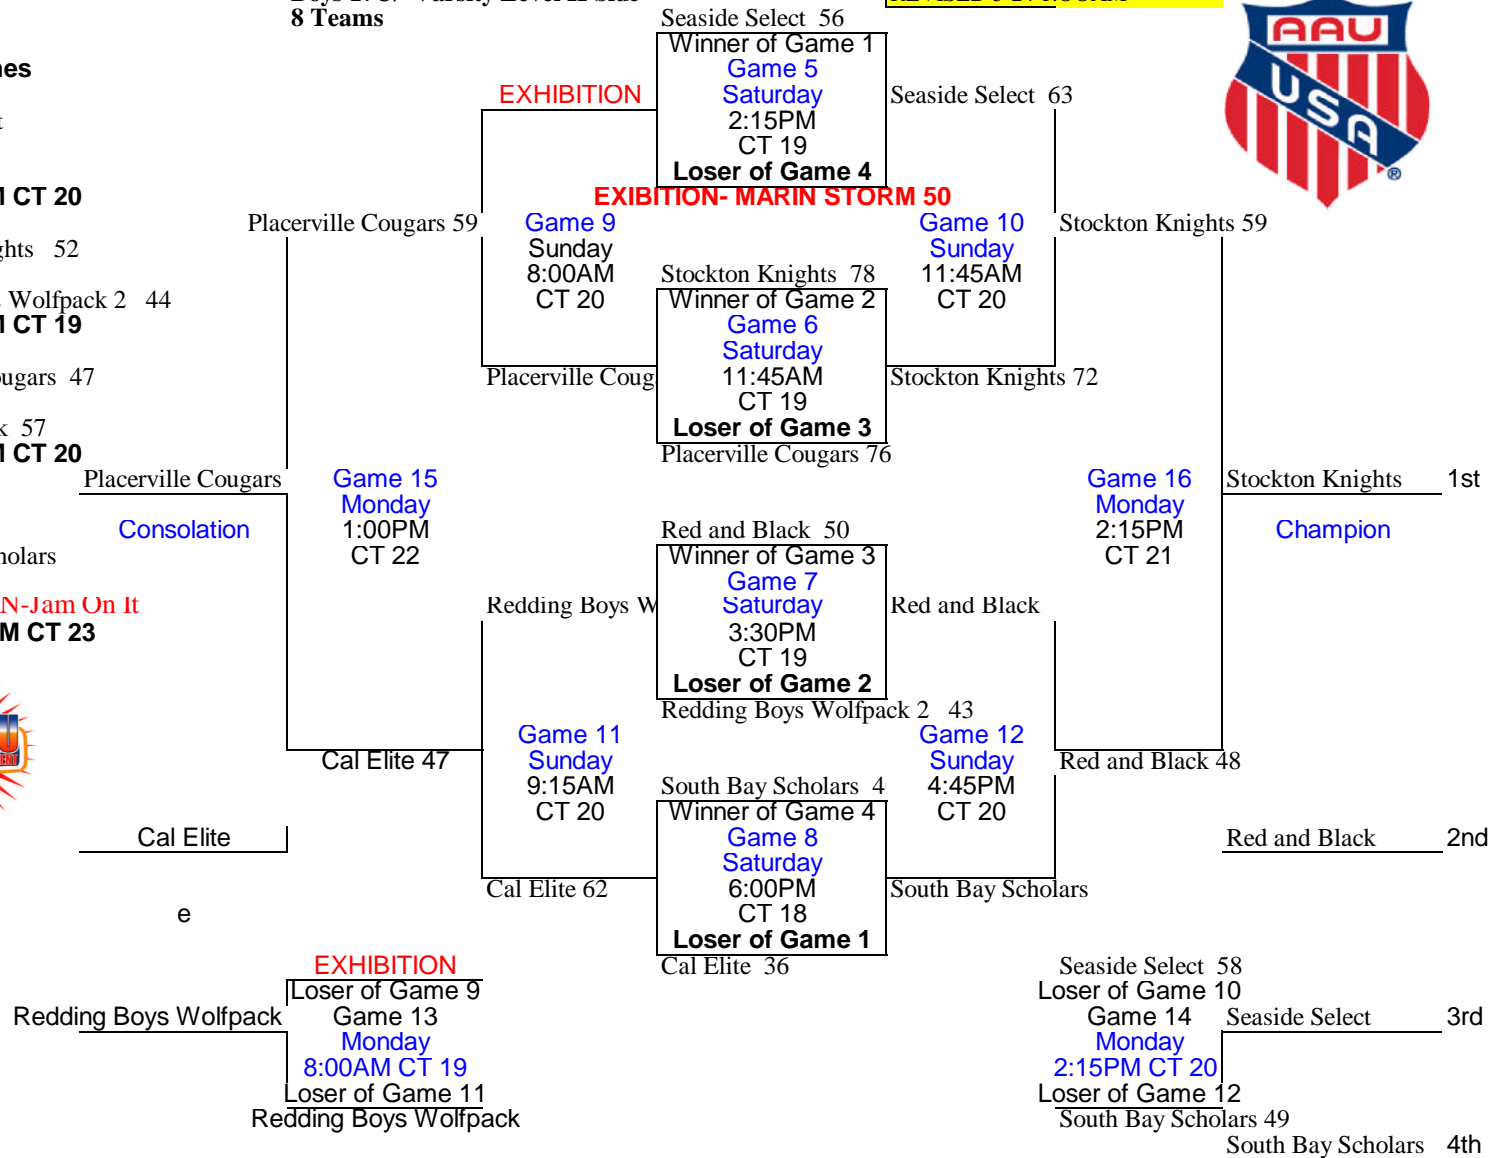 8 Teams
Seaside Select 56
Winner of Game 1
Game 5
Saturday
2:15PM
CT 19
Loser of Game 4
EXIBITION- MARIN STORM 50
EXHIBITION
Seaside Select 63
AAU
USA
®
CT 20
52
Wolfpack 2 44
CT 19
47
57
CT 20
Placerville Cougars 59
Game 9
Sunday
8:00AM
CT 20
Game 10
Sunday
11:45AM
CT 20
Stockton Knights 59
Stockton Knights 78
Winner of Game 2
Game 6
Saturday
11:45AM
CT 19
Loser of Game 3
Placerville Cougars 76
Placerville Coug
Stockton Knights 72
Placerville Cougars
Consolation
Game 15
Monday
1:00PM
CT 22
Game 16
Monday
2:15PM
CT 21
Stockton Knights 1st
Champion
N-Jam On It
M CT 23
Red and Black 50
Winner of Game 3
Game 7
Saturday
3:30PM
CT 19
Loser of Game 2
Redding Boys Wolfpack 2 43
Redding Boys W
Red and Black
Game 11
Sunday
9:15AM
CT 20
Game 12
Sunday
4:45PM
CT 20
Cal Elite 47
Red and Black 48
South Bay Scholars 4
Winner of Game 4
Game 8
Saturday
6:00PM
CT 18
Loser of Game 1
Cal Elite 36
Cal Elite
Cal Elite 62
South Bay Scholars
Red and Black 2nd
e
EXHIBITION
Loser of Game 9
Redding Boys Wolfpack
Game 13
Monday
8:00AM CT 19
Loser of Game 11
Redding Boys Wolfpack
Seaside Select 58
Loser of Game 10
Game 14
Monday
2:15PM CT 20
Loser of Game 12
South Bay Scholars 49
Seaside Select 3rd
South Bay Scholars 4th